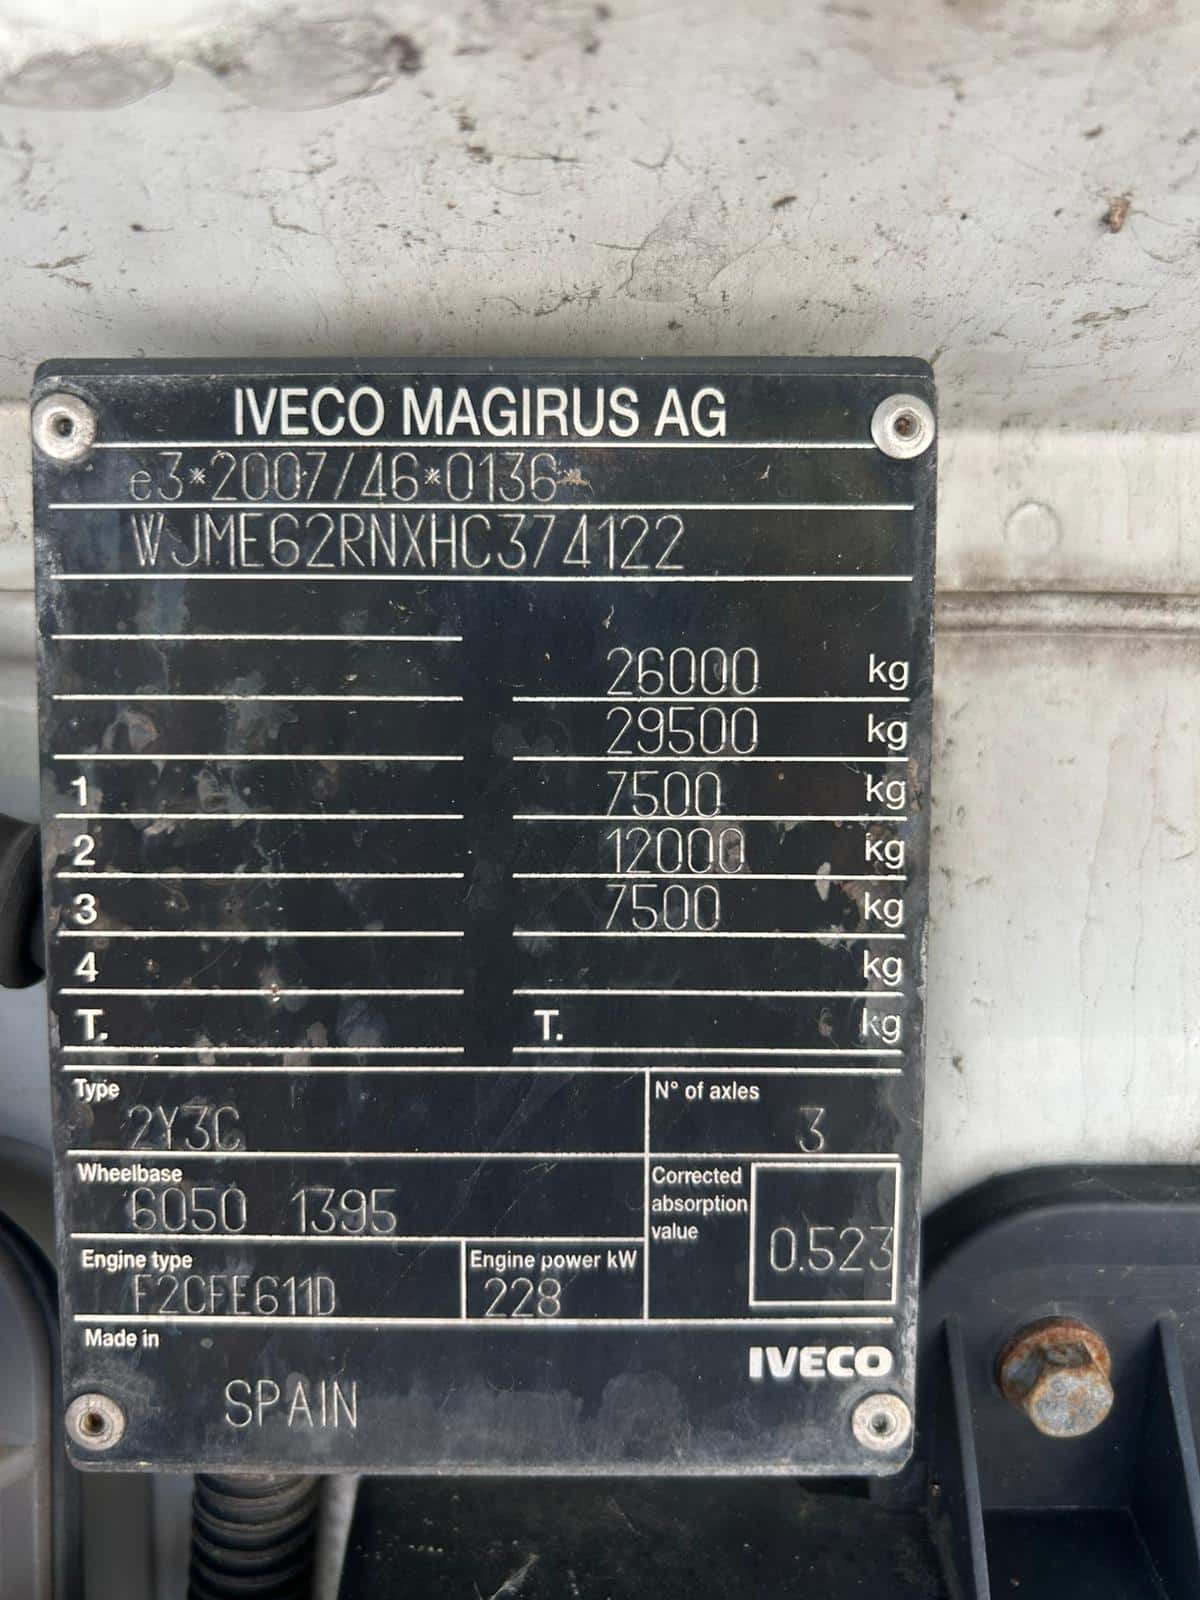 IVECO MAGIRUS AG
e3*2007/46*0136*
WJME62RNXHC374122
26000 kg
29500 kg
1 7500 kg
2 12000 kg
3 7500 kg
4 kg
T. T. kg
Type N° of axles
2Y3C 3
Wheelbase Corrected absorption value
6050 1395 0.523
Engine type Engine power kW
F2CFE611D 228
Made in
IVECO
SPAIN